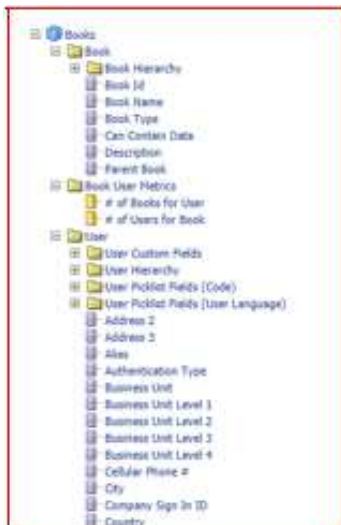 Books
Book
Book Hierarchy
Book Id
Book Name
Book Type
Can Contain Data
Description
Parent Book
Book User Metrics
# of Books for User
# of Users for Book
User
User Custom Fields
User Hierarchy
User Picklist Fields (Code)
User Picklist Fields (User Language)
Address 2
Address 3
Alias
Authentication Type
Business Unit
Business Unit Level 1
Business Unit Level 2
Business Unit Level 3
Business Unit Level 4
Cellular Phone #
City
Company Sign In ID
Country